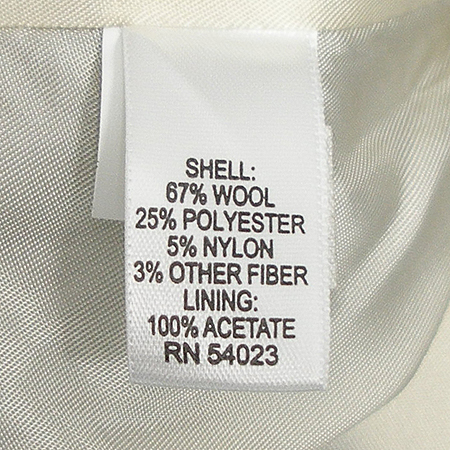 SHELL:
67% WOOL
25% POLYESTER
5% NYLON
3% OTHER FIBER
LINING:
100% ACETATE
RN 54023